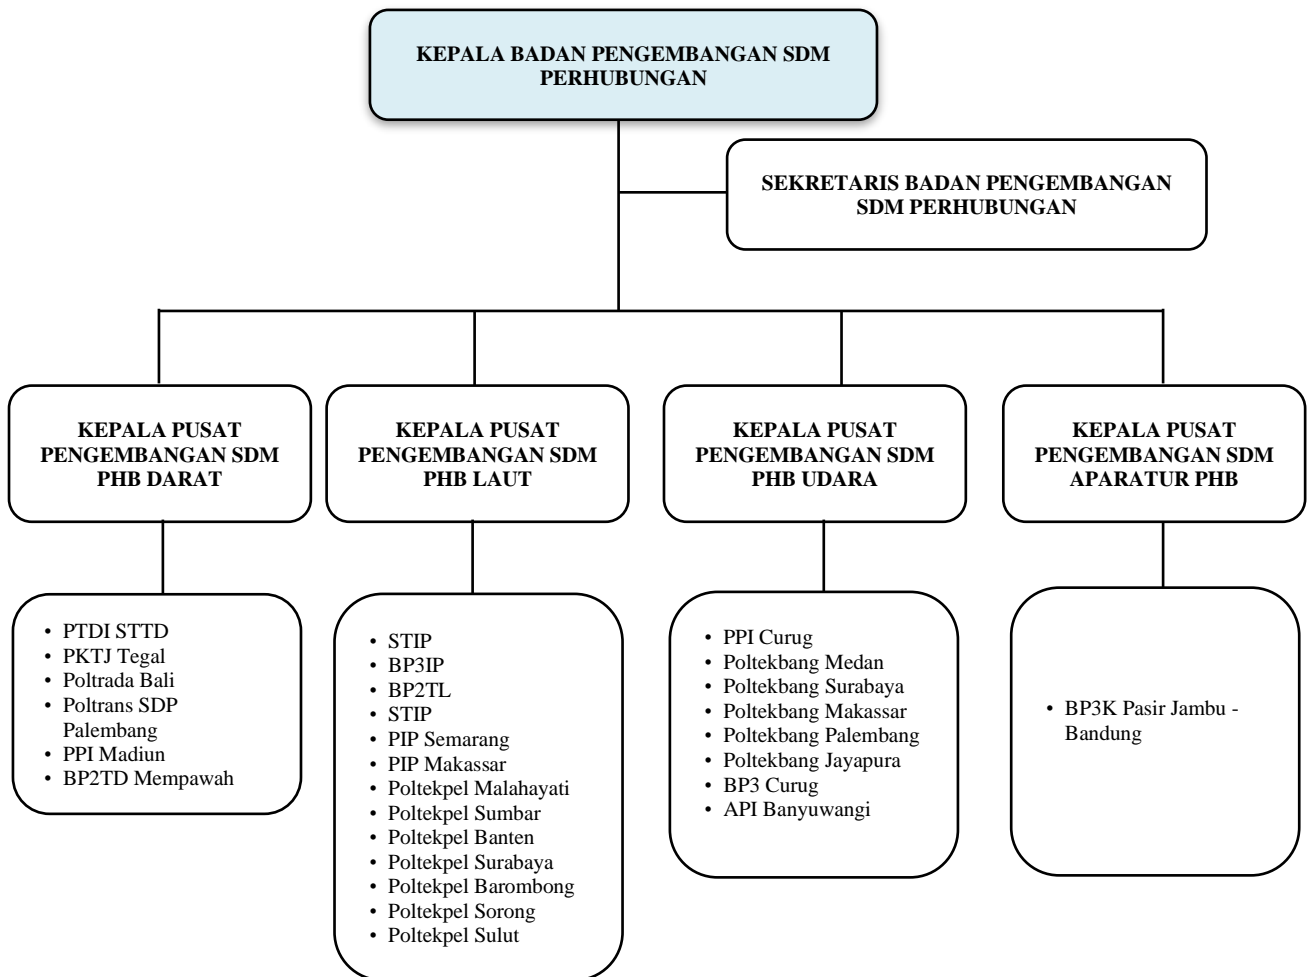 KEPALA BADAN PENGEMBANGAN SDM
PERHUBUNGAN
SEKRETARIS BADAN PENGEMBANGAN
SDM PERHUBUNGAN
KEPALA PUSAT
PENGEMBANGAN SDM
PHB DARAT
KEPALA PUSAT
PENGEMBANGAN SDM
PHB LAUT
KEPALA PUSAT
PENGEMBANGAN SDM
PHB UDARA
KEPALA PUSAT
PENGEMBANGAN SDM
APARATUR PHB
• PTDI STTD
• PKTJ Tegal
• Poltrada Bali
• Poltrans SDP
Palembang
• PPI Madiun
• BP2TD Mempawah
• STIP
• BP3IP
• BP2TL
• STIP
• PIP Semarang
• PIP Makassar
• Poltekpel Malahayati
• Poltekpel Sumbar
• Poltekpel Banten
• Poltekpel Surabaya
• Poltekpel Barombong
• Poltekpel Sorong
• Poltekpel Sulut
• PPI Curug
• Poltekbang Medan
• Poltekbang Surabaya
• Poltekbang Makassar
• Poltekbang Palembang
• Poltekbang Jayapura
• BP3 Curug
• API Banyuwangi
• BP3K Pasir Jambu -
Bandung